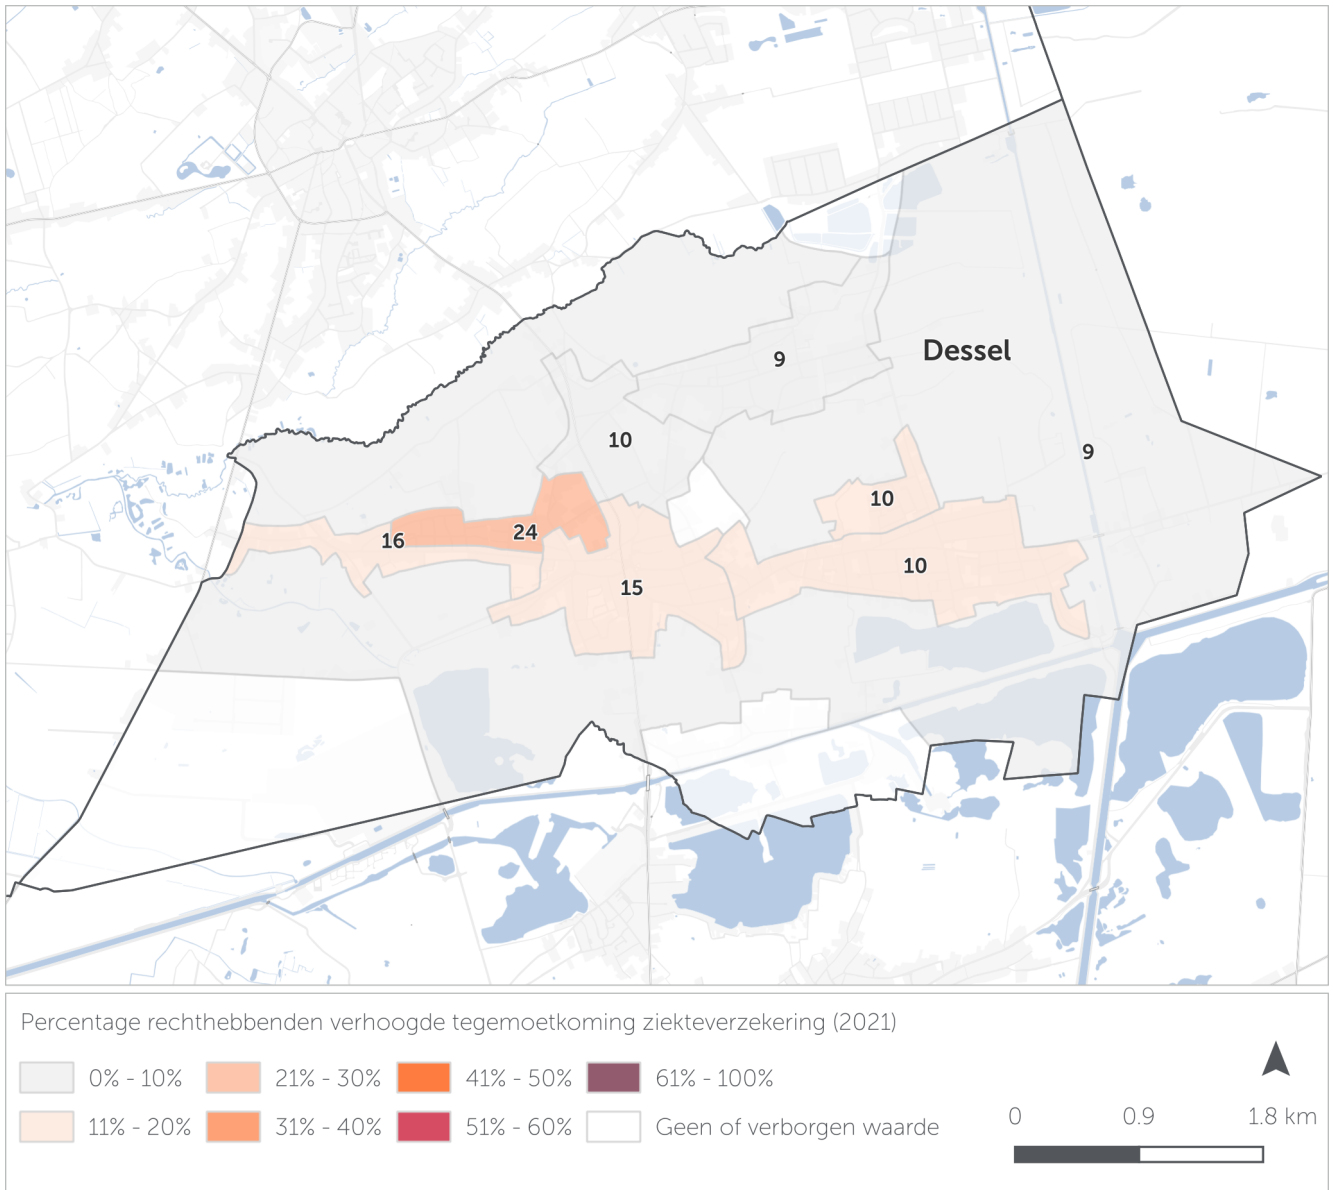 9
Dessel
10
9
10
24
16
10
15
Percentage rechthebbenden verhoogde tegemoetkoming ziekteverzekering (2021)
0% - 10%
21% - 30%
41% - 50%
61% - 100%
11% - 20%
31% - 40%
51% - 60%
Geen of verborgen waarde
0 0.9 1.8 km